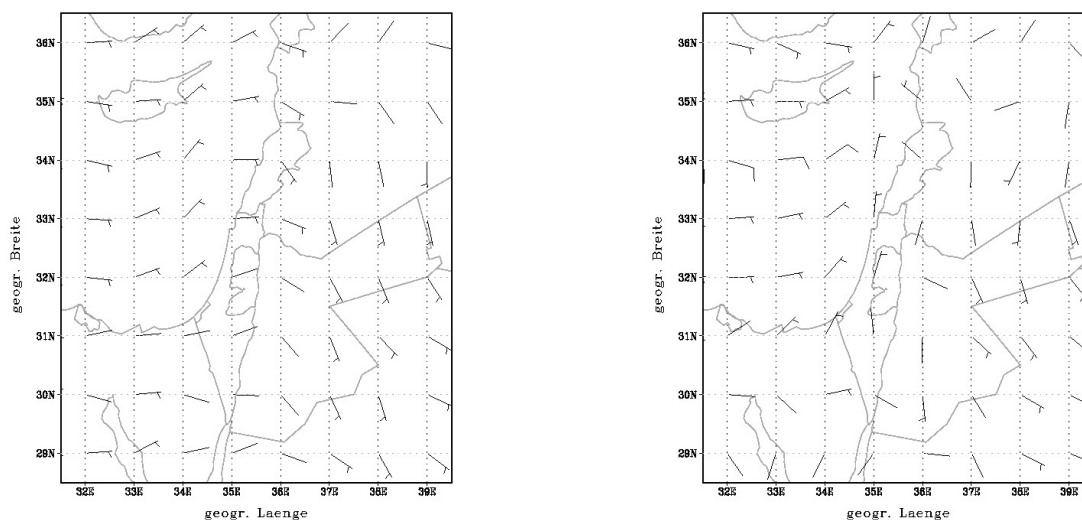 36N
35N
34N
33N
32N
31N
30N
29N
32E
33E
34E
35E
36E
37E
38E
39E
geogr. Breite
geogr. Laenge
36N
35N
34N
33N
32N
31N
30N
29N
32E
33E
34E
35E
36E
37E
38E
39E
geogr. Breite
geogr. Laenge